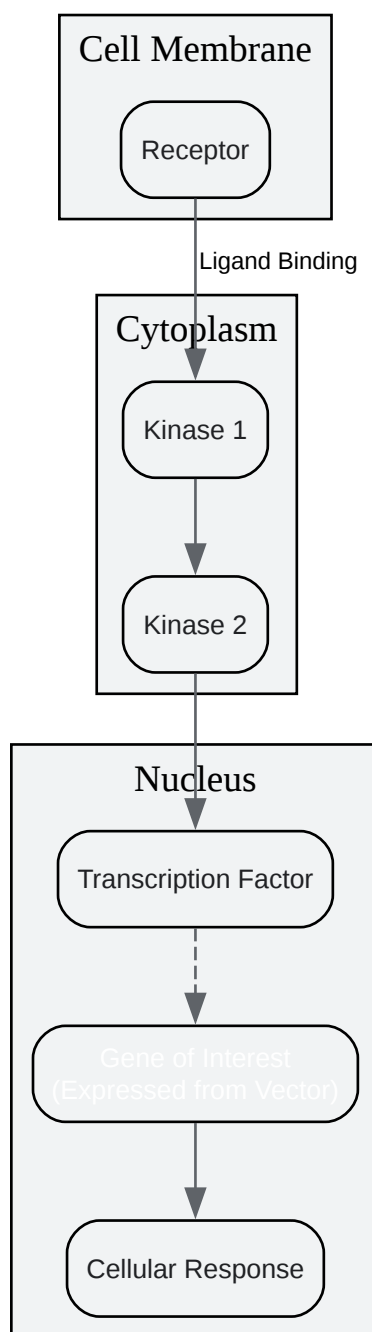 Cell Membrane
Receptor
Ligand Binding
Cytoplasm
Kinase 1
Kinase 2
Nucleus
Transcription Factor
Gene of Interest
(Expressed from Vector)
Cellular Response